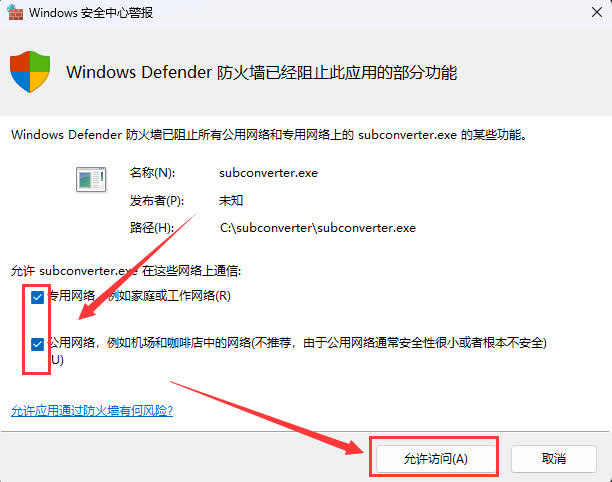 Windows 安全中心警报
Windows Defender 防火墙已经阻止此应用的部分功能
Windows Defender 防火墙已阻止所有公用网络和专用网络上的 subconverter.exe 的某些功能。
名称(N): subconverter.exe
发布者(P): 未知
路径(H): C:\subconverter\subconverter.exe
允许 subconverter.exe 在这些网络上通信:
专用网络，例如家庭或工作网络(R)
公用网络，例如机场和咖啡店中的网络(不推荐，由于公用网络通常安全性很小或者根本不安全)
(U)
允许应用通过防火墙有何风险?
允许访问(A) 取消